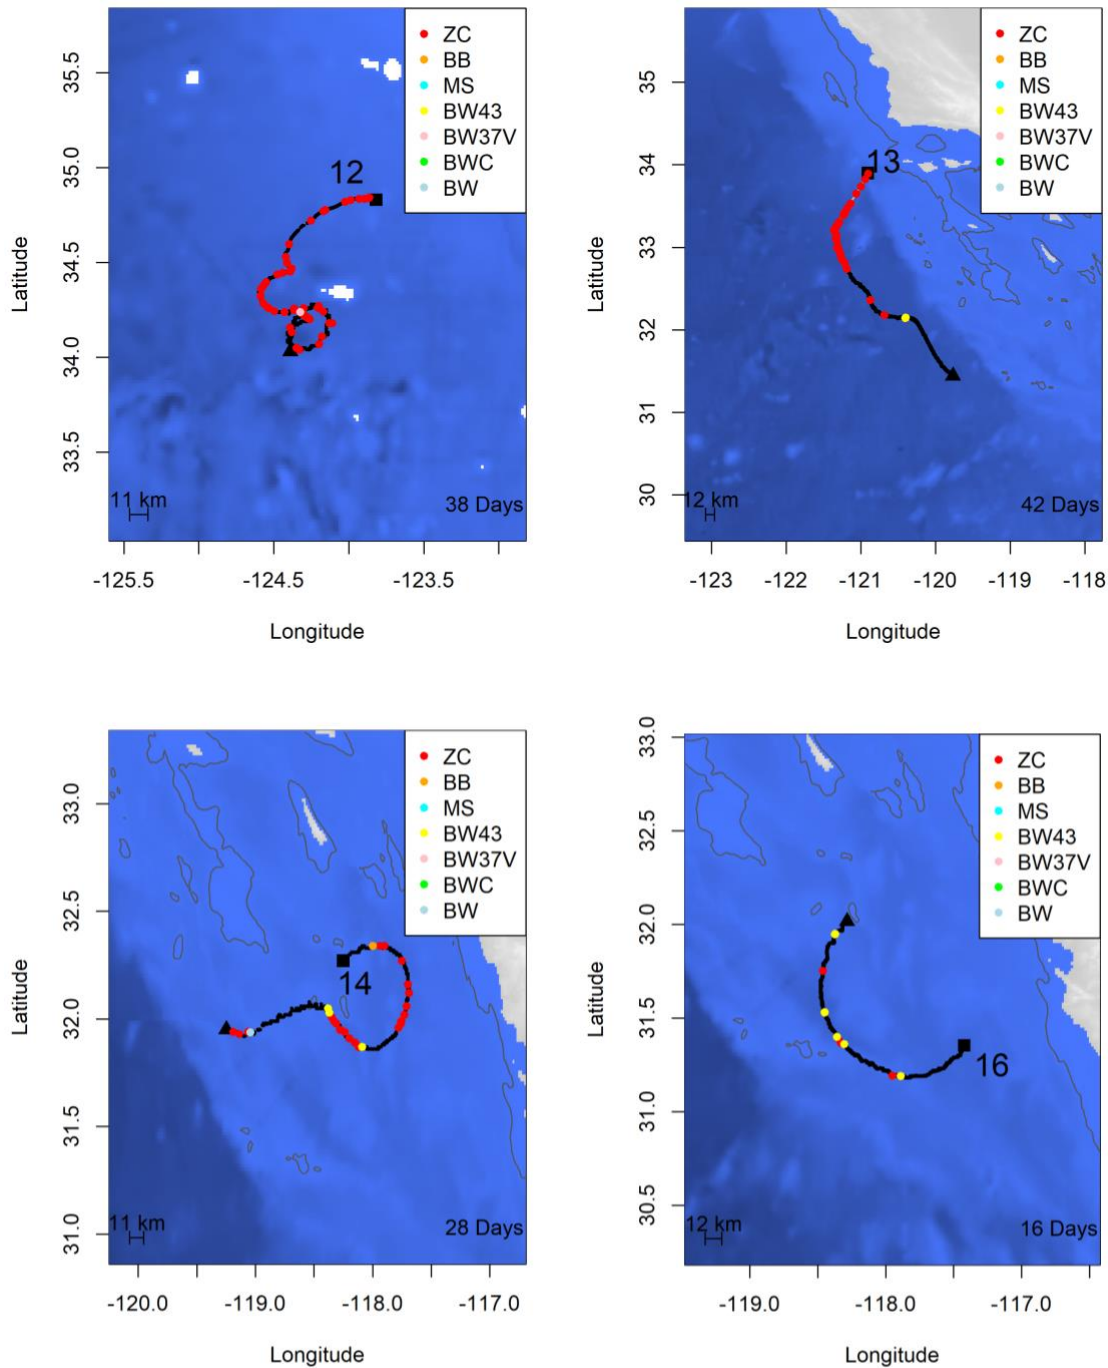 ZC
BB
MS
BW43
BW37V
BWC
BW
12
Latitude
35.5
35.0
34.5
34.0
33.5
11 km
38 Days
-125.5
-124.5
-123.5
Longitude
ZC
BB
MS
BW43
BW37V
BWC
BW
13
Latitude
35
34
33
32
31
30
12 km
42 Days
-123
-122
-121
-120
-119
-118
Longitude
ZC
BB
MS
BW43
BW37V
BWC
BW
14
Latitude
33.0
32.5
32.0
31.5
31.0
11 km
28 Days
-120.0
-119.0
-118.0
-117.0
Longitude
ZC
BB
MS
BW43
BW37V
BWC
BW
16
Latitude
33.0
32.5
32.0
31.5
31.0
30.5
12 km
16 Days
-119.0
-118.0
-117.0
Longitude